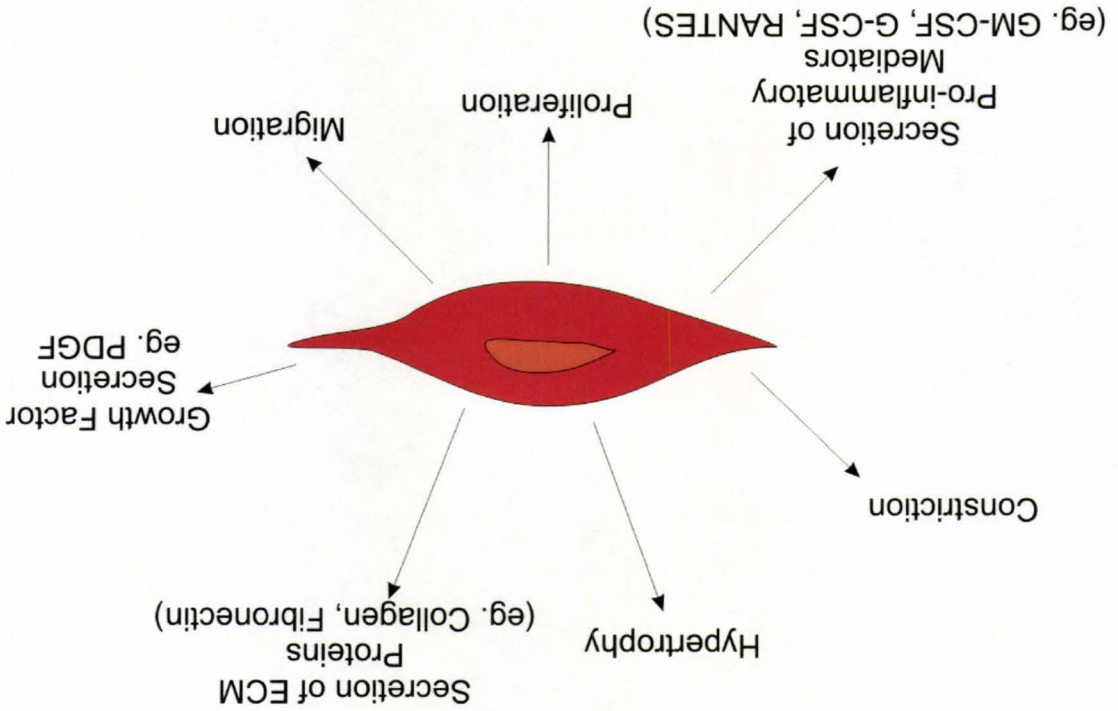 Secretion of ECM
Proteins
(eg. Collagen, Fibronectin)
Hypertrophy
Constriction
Growth Factor
Secretion
eg. PDGF
Secretion of
Pro-inflammatory
Mediators
(eg. GM-CSF, G-CSF, RANTES)
Proliferation
Migration